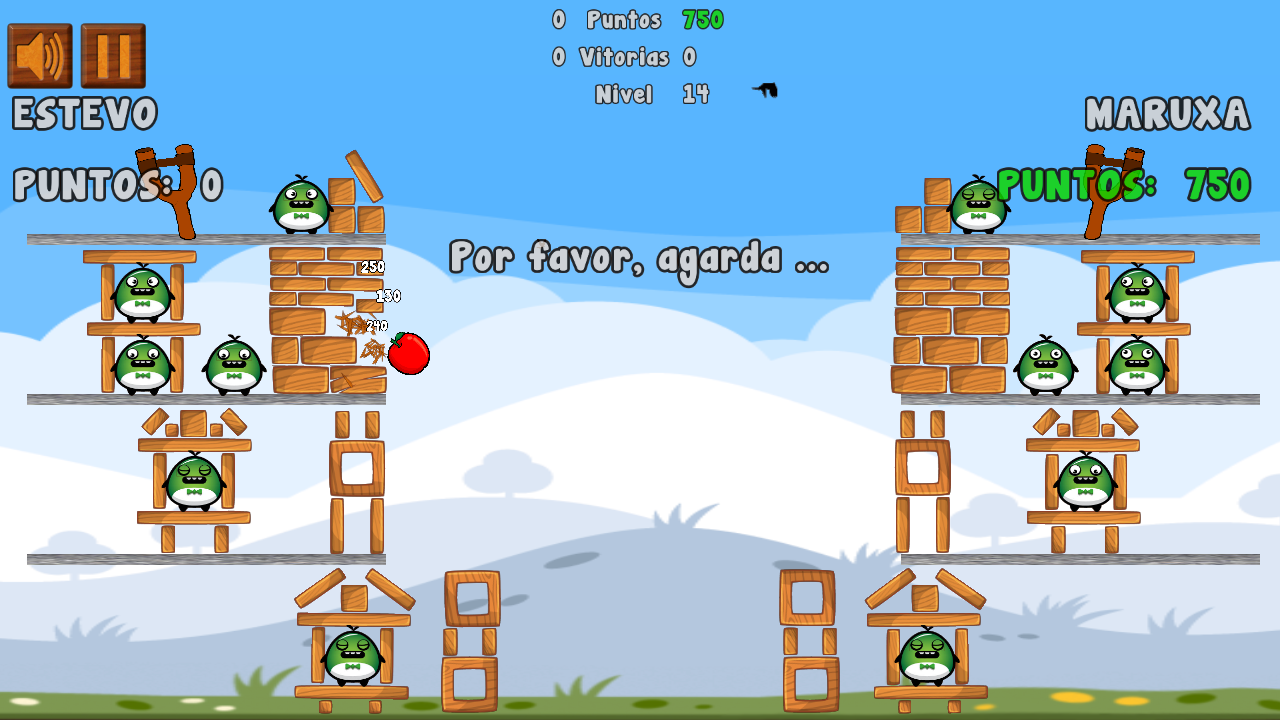 0 Puntos 750
0 Vitorias 0
Nivel 14
ESTEVO
MARUXA
PUNTOS: 0
PUNTOS: 750
Por favor, agarda ...
250
150
240